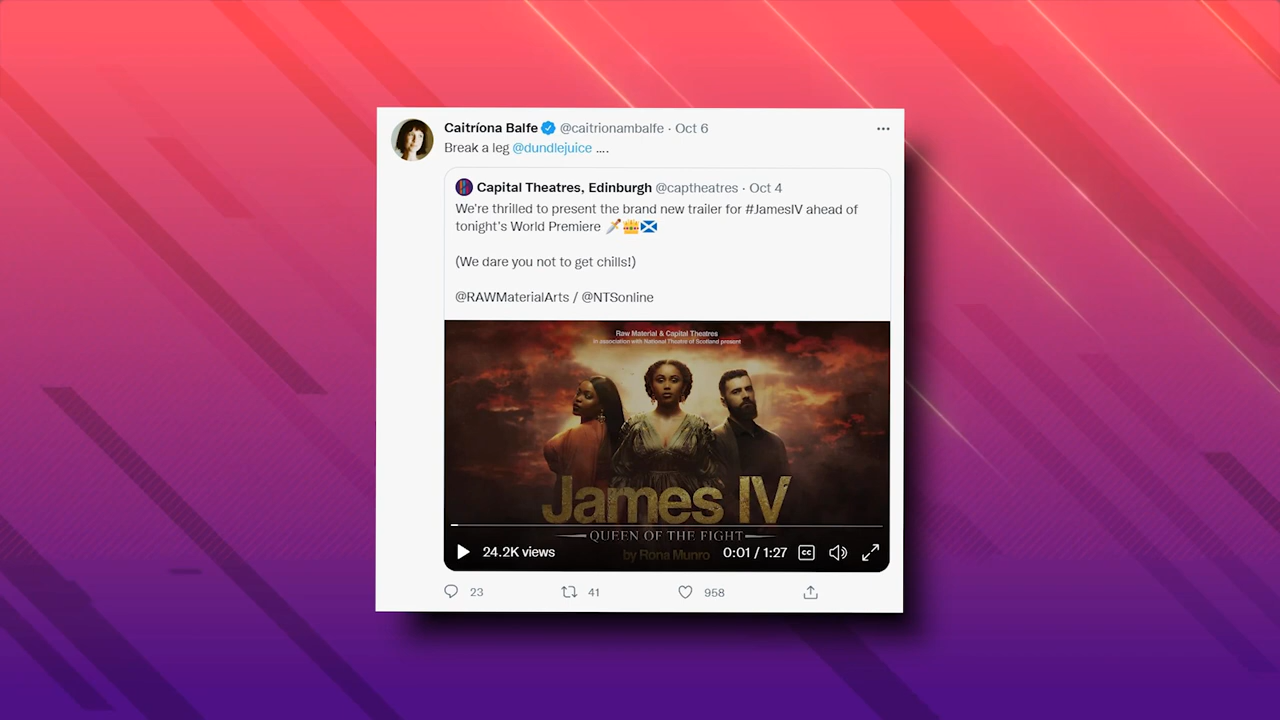 Caitríona Balfe @caitrionambalfe · Oct 6
Break a leg @dundlejuice ....
Capital Theatres, Edinburgh @captheatres · Oct 4
We're thrilled to present the brand new trailer for #JamesIV ahead of
tonight's World Premiere 🗡️👑🏴󠁧󠁢󠁳󠁣󠁴󠁿
(We dare you not to get chills!)
@RAWMaterialArts / @NTSonline
Raw Material & Capital Theatres
In association with National Theatre of Scotland present
James IV
QUEEN OF THE FIGHT
by Rona Munro
24.2K views 0:01 / 1:27 CC
23 41 958